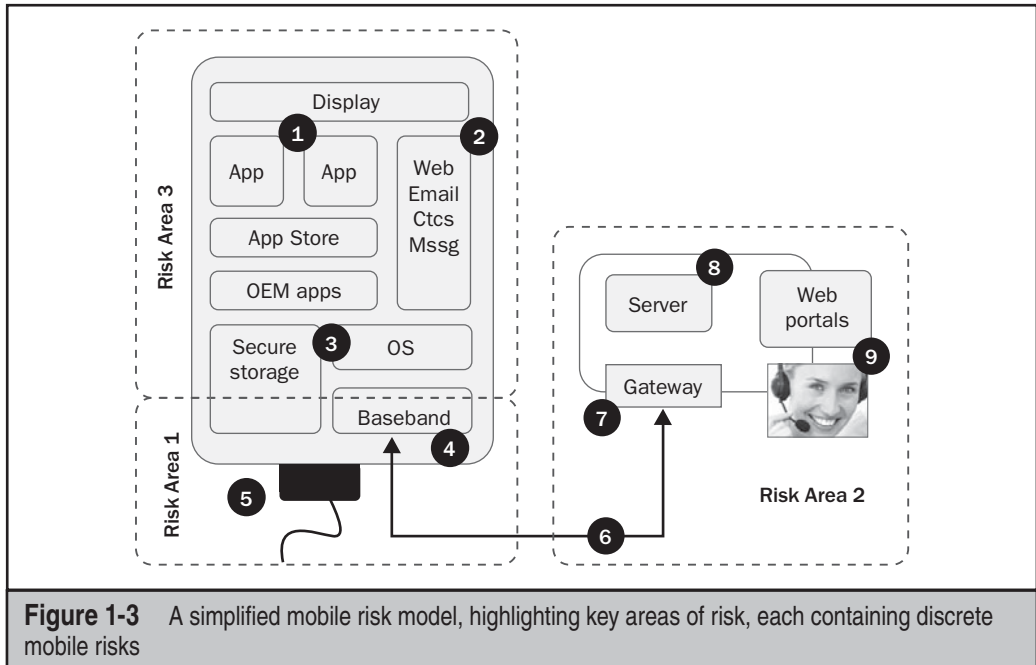 Risk Area 3
Display
1
2
App
App
Web
Email
Ctcs
Mssg
App Store
OEM apps
Secure
storage
3
OS
Risk Area 1
Baseband
4
5
6
8
Server
Web
portals
9
Gateway
7
Risk Area 2
Figure 1-3 A simplified mobile risk model, highlighting key areas of risk, each containing discrete
mobile risks